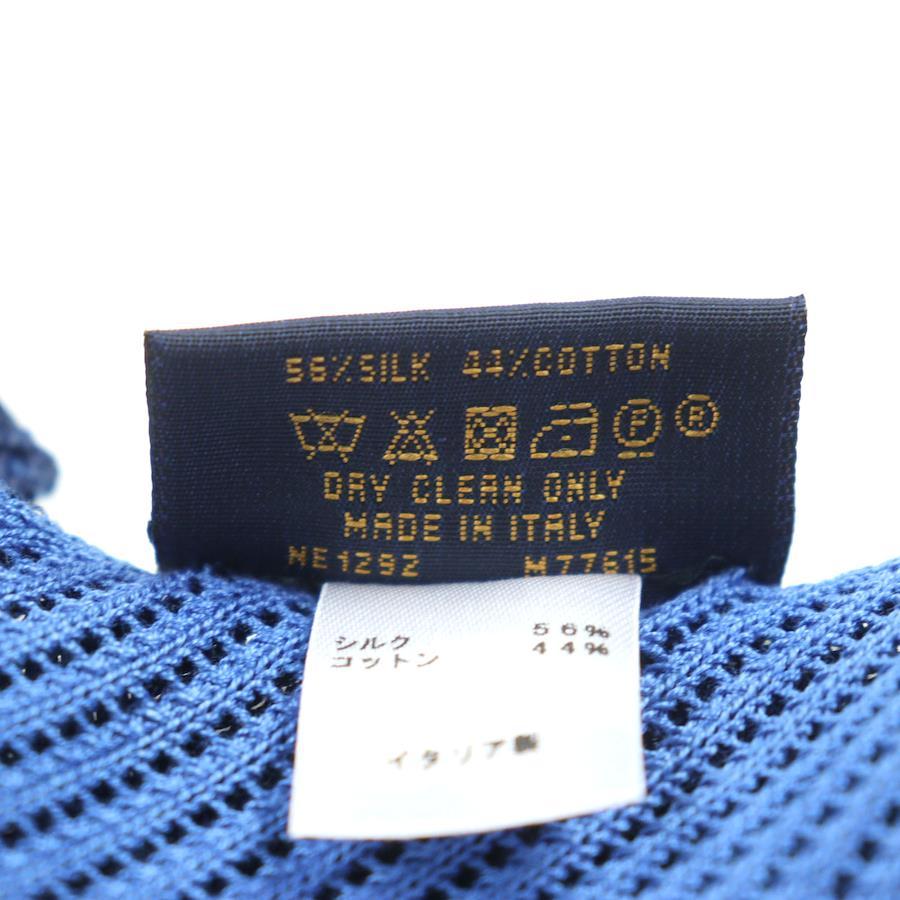 56%SILK 44%COTTON
F R
DRY CLEAN ONLY
MADE IN ITALY
NE1292 M77615
シルク 56%
コットン 44%
イタリア製